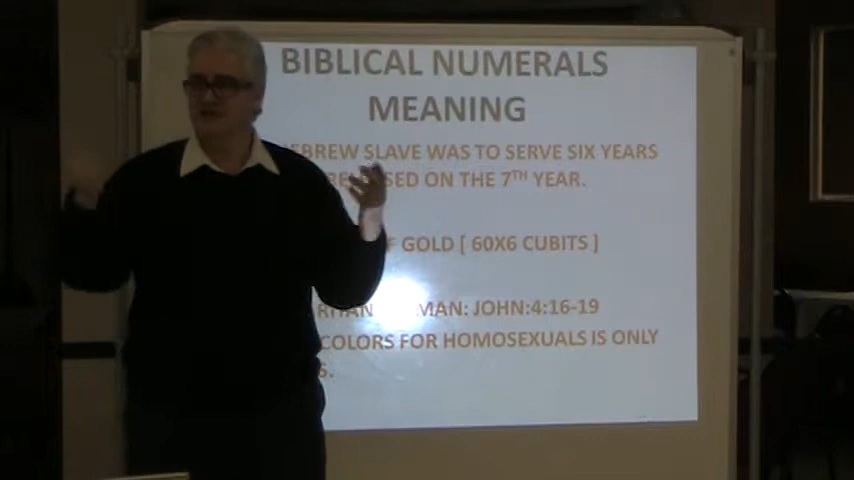 BIBLICAL NUMERALS
MEANING
HEBREW SLAVE WAS TO SERVE SIX YEARS
ON THE 7TH YEAR.
GOLD [ 60X6 CUBITS ]
JOHN:4:16-19
COLORS FOR HOMOSEXUALS IS ONLY